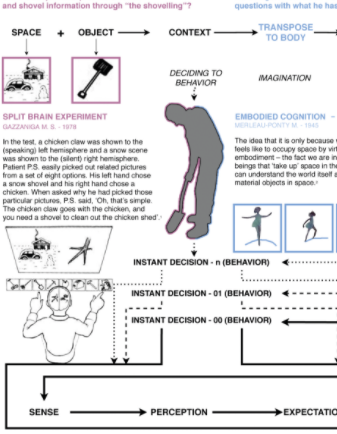 and shovel information through "the shovelling"?
questions with what he has
SPACE + OBJECT
CONTEXT
TRANSPOSE
TO BODY
DECIDING TO
BEHAVIOR
IMAGINATION
SPLIT BRAIN EXPERIMENT
GAZZANIGA M. S. - 1978
In the test, a chicken claw was shown to the
(speaking) left hemisphere and a snow scene
was shown to the (silent) right hemisphere.
Patient P.S. easily picked out related pictures
from a set of eight options. His left hand chose
a snow shovel and his right hand chose a
chicken. When asked why he had picked those
particular pictures, P.S. said, 'Oh, that's simple.
The chicken claw goes with the chicken, and
you need a shovel to clean out the chicken shed'.
EMBODIED COGNITION -
MERLEAU-PONTY M. - 1945
The idea that it is only because
feels like to occupy space by
embodiment – the fact we are in
beings that 'take up' space in the
can understand the world itself
material objects in space.
INSTANT DECISION - n (BEHAVIOR)
INSTANT DECISION - 01 (BEHAVIOR)
INSTANT DECISION - 00 (BEHAVIOR)
SENSE
PERCEPTION